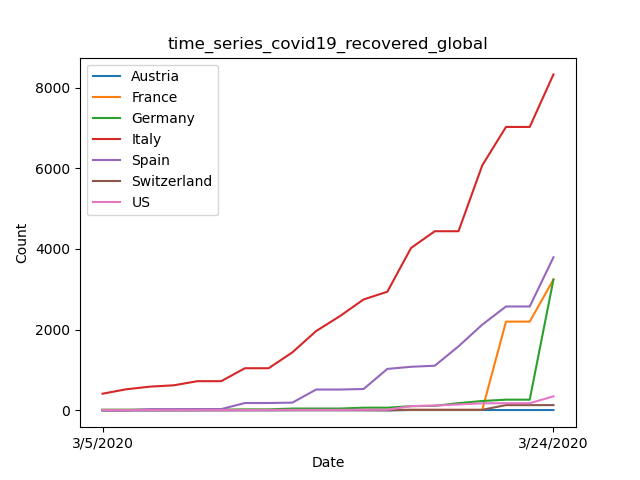 time_series_covid19_recovered_global
Austria
France
Germany
Italy
Spain
Switzerland
US
8000
6000
4000
2000
0
Count
3/5/2020
3/24/2020
Date